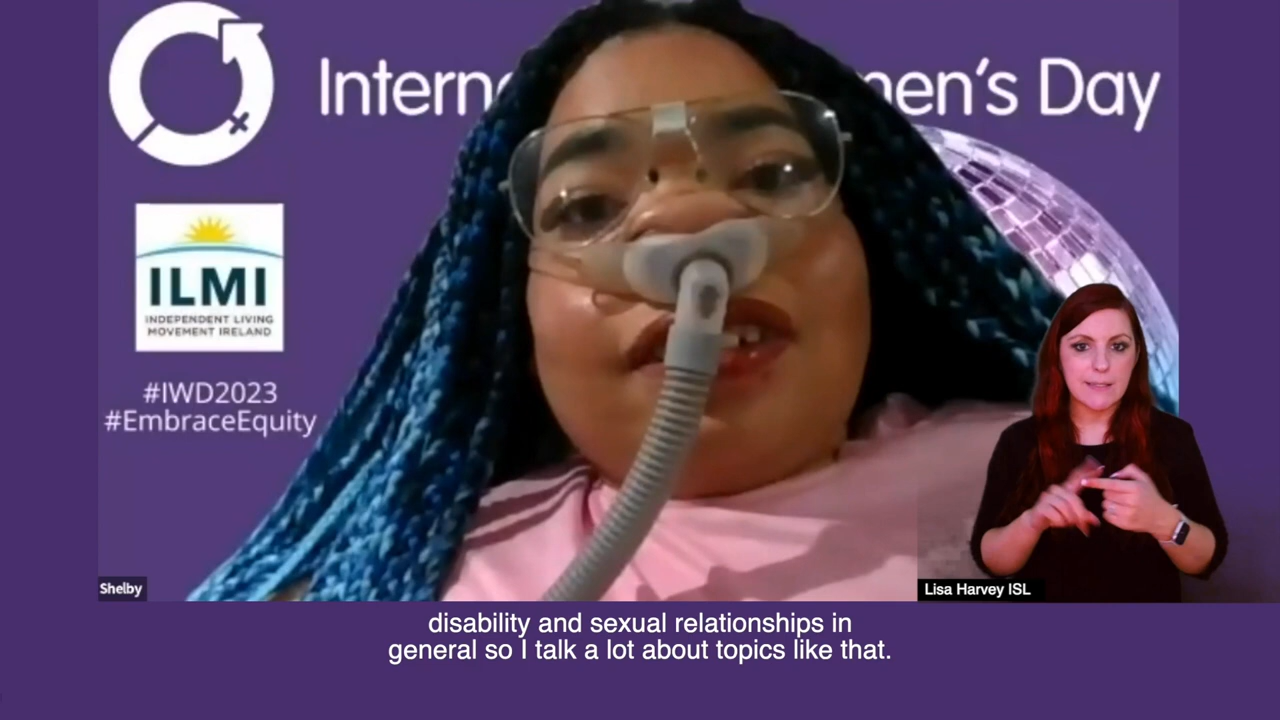 Intern men's Day
ILMI
INDEPENDENT LIVING
MOVEMENT IRELAND
#IWD2023
#EmbraceEquity
Shelby
Lisa Harvey ISL
disability and sexual relationships in
general so I talk a lot about topics like that.